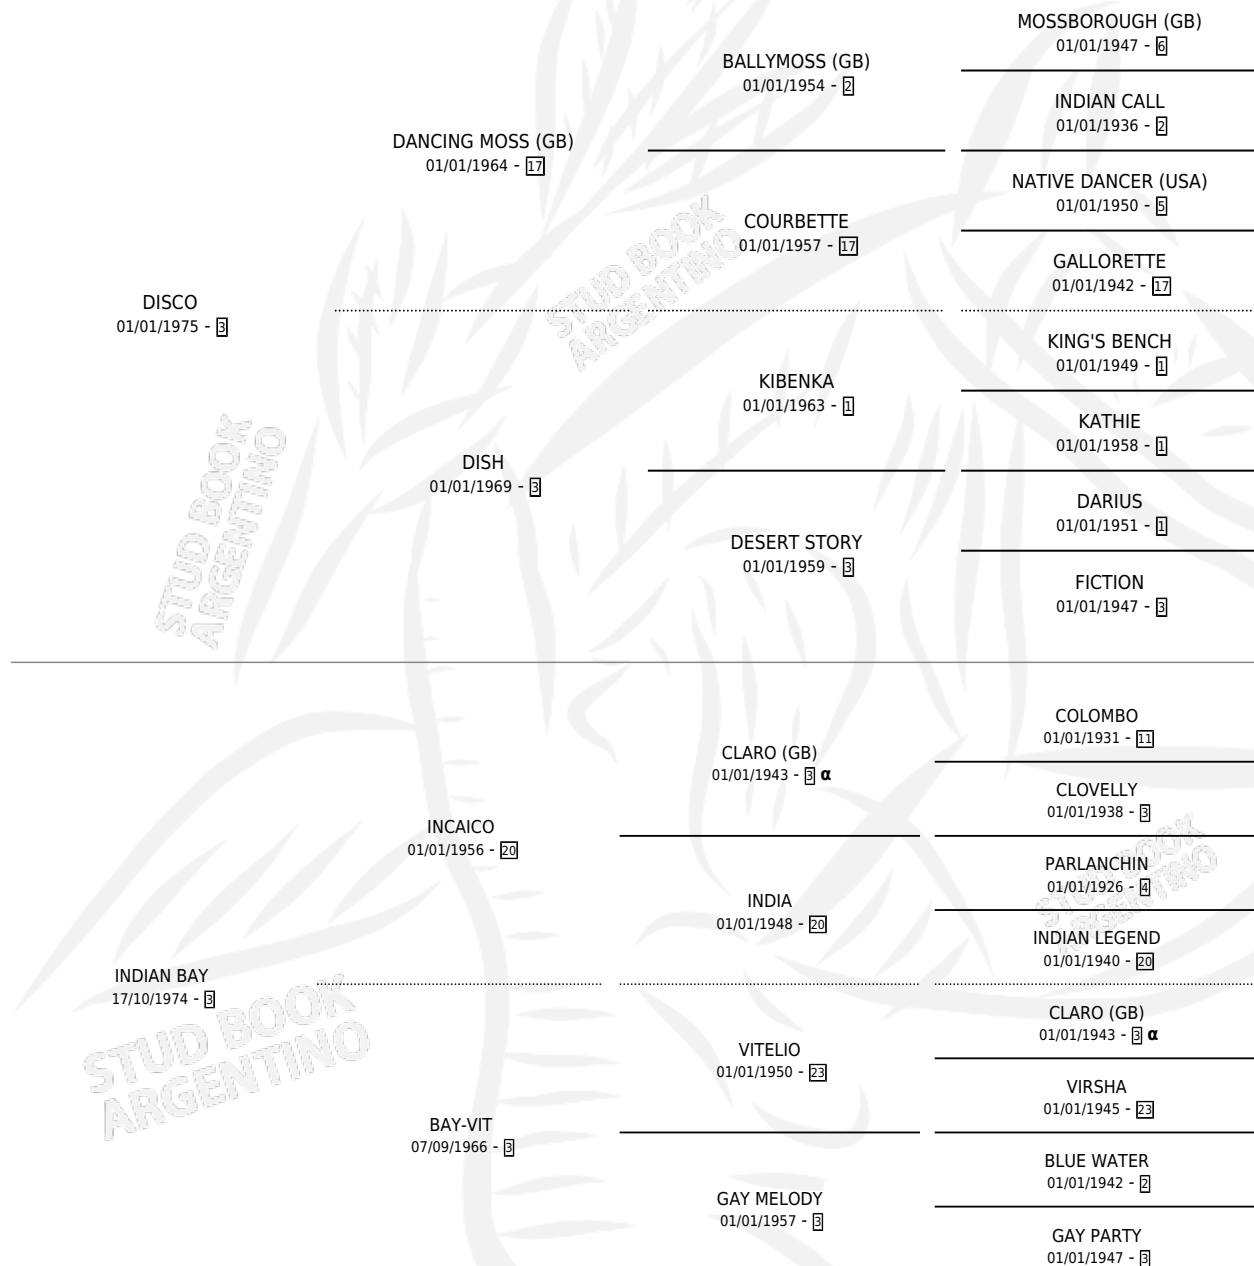 MOSSBOROUGH (GB)
01/01/1947 - 6
BALLYMOSS (GB)
01/01/1954 - 2
INDIAN CALL
01/01/1936 - 2
DANCING MOSS (GB)
01/01/1964 - 17
NATIVE DANCER (USA)
01/01/1950 - 5
COURBETTE
01/01/1957 - 17
GALLORETTE
01/01/1942 - 17
DISCO
01/01/1975 - 3
KING'S BENCH
01/01/1949 - 1
KIBENKA
01/01/1963 - 1
KATHIE
01/01/1958 - 1
DISH
01/01/1969 - 3
DARIUS
01/01/1951 - 1
DESERT STORY
01/01/1959 - 3
FICTION
01/01/1947 - 3
COLOMBO
01/01/1931 - 11
CLARO (GB)
01/01/1943 - 3 α
CLOVELLY
01/01/1938 - 3
INCAICO
01/01/1956 - 20
PARLANCHIN
01/01/1926 - 4
INDIA
01/01/1948 - 20
INDIAN LEGEND
01/01/1940 - 20
INDIAN BAY
17/10/1974 - 3
CLARO (GB)
01/01/1943 - 3 α
VITELIO
01/01/1950 - 23
VIRSHA
01/01/1945 - 23
BAY-VIT
07/09/1966 - 3
BLUE WATER
01/01/1942 - 2
GAY MELODY
01/01/1957 - 3
GAY PARTY
01/01/1947 - 3
STUD BOOK
ARGENTINO
STUD BOOK
ARGENTINO
STUD BOOK
ARGENTINO
STUD BOOK
ARGENTINO